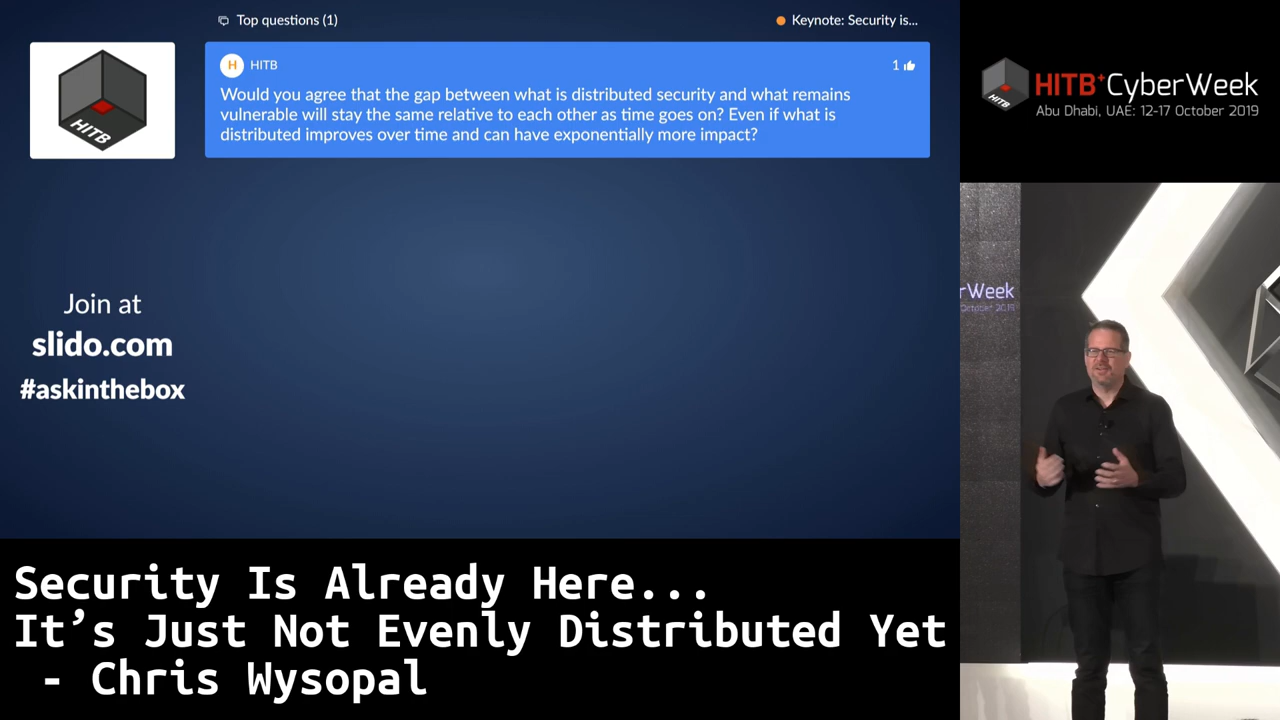 Top questions (1)
Keynote: Security is...
HITB
H
HITB
1
Would you agree that the gap between what is distributed security and what remains
vulnerable will stay the same relative to each other as time goes on? Even if what is
distributed improves over time and can have exponentially more impact?
Join at
slido.com
#askinthebox
HITB
HITB+CyberWeek
Abu Dhabi, UAE: 12-17 October 2019
rWeek
October 2019
Security Is Already Here...
It’s Just Not Evenly Distributed Yet
- Chris Wysopal